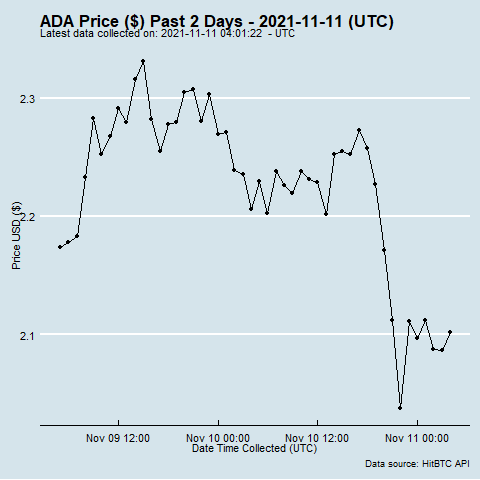 ADA Price ($) Past 2 Days - 2021-11-11 (UTC)
Latest data collected on: 2021-11-11 04:01:22 - UTC
2.3
2.2
2.1
Price USD ($)
Nov 09 12:00
Nov 10 00:00
Nov 10 12:00
Nov 11 00:00
Date Time Collected (UTC)
Data source: HitBTC API